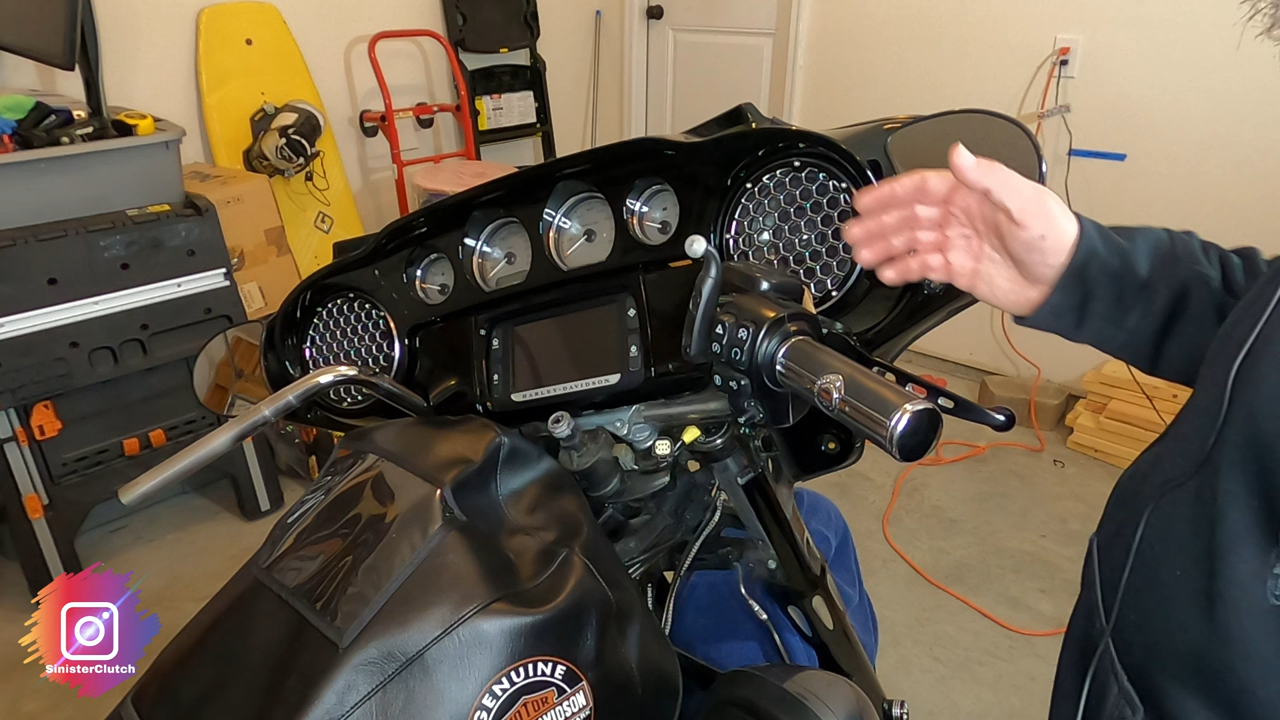 HARLEY-DAVIDSON
GENUINE
MOTOR
DAVIDSON
SinisterClutch